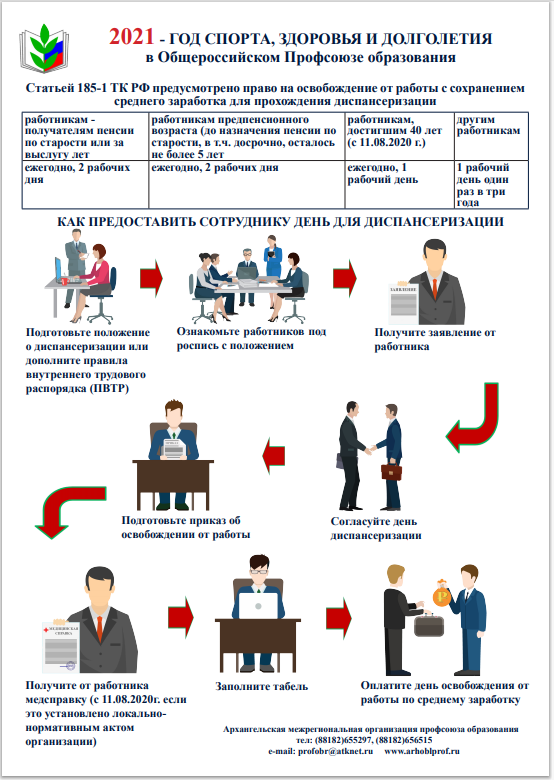 2021 - ГОД СПОРТА, ЗДОРОВЬЯ И ДОЛГОЛЕТИЯ
в Общероссийском Профсоюзе образования
Статьей 185-1 ТК РФ предусмотрено право на освобождение от работы с сохранением
среднего заработка для прохождения диспансеризации
работникам -
получателям пенсии
по старости или за
выслугу лет
работникам предпенсионного
возраста (до назначения пенсии по
старости, в т.ч. досрочно, осталось
не более 5 лет
работникам,
достигшим 40 лет
(с 11.08.2020 г.)
другим
работникам
ежегодно, 2 рабочих
дня
ежегодно, 2 рабочих дня
ежегодно, 1
рабочий день
1 рабочий
день один
раз в три
года
КАК ПРЕДОСТАВИТЬ СОТРУДНИКУ ДЕНЬ ДЛЯ ДИСПАНСЕРИЗАЦИИ
ЗАЯВЛЕНИЕ
Подготовьте положение
о диспансеризации или
дополните правила
внутреннего трудового
распорядка (ПВТР)
Ознакомьте работников под
роспись с положением
Получите заявление от
работника
ПРИКАЗ
Подготовьте приказ об
освобождении от работы
Согласуйте день
диспансеризации
МЕДИЦИНСКАЯ
СПРАВКА
Получите от работника
медсправку (с 11.08.2020г. если
это установлено локально-
нормативным актом
организации)
Заполните табель
Оплатите день освобождения от
работы по среднему заработку
Архангельская межрегиональная организация профсоюза образования
тел: (88182)655297, (88182)656515
e-mail: profobr@atknet.ru www.arhoblprof.ru